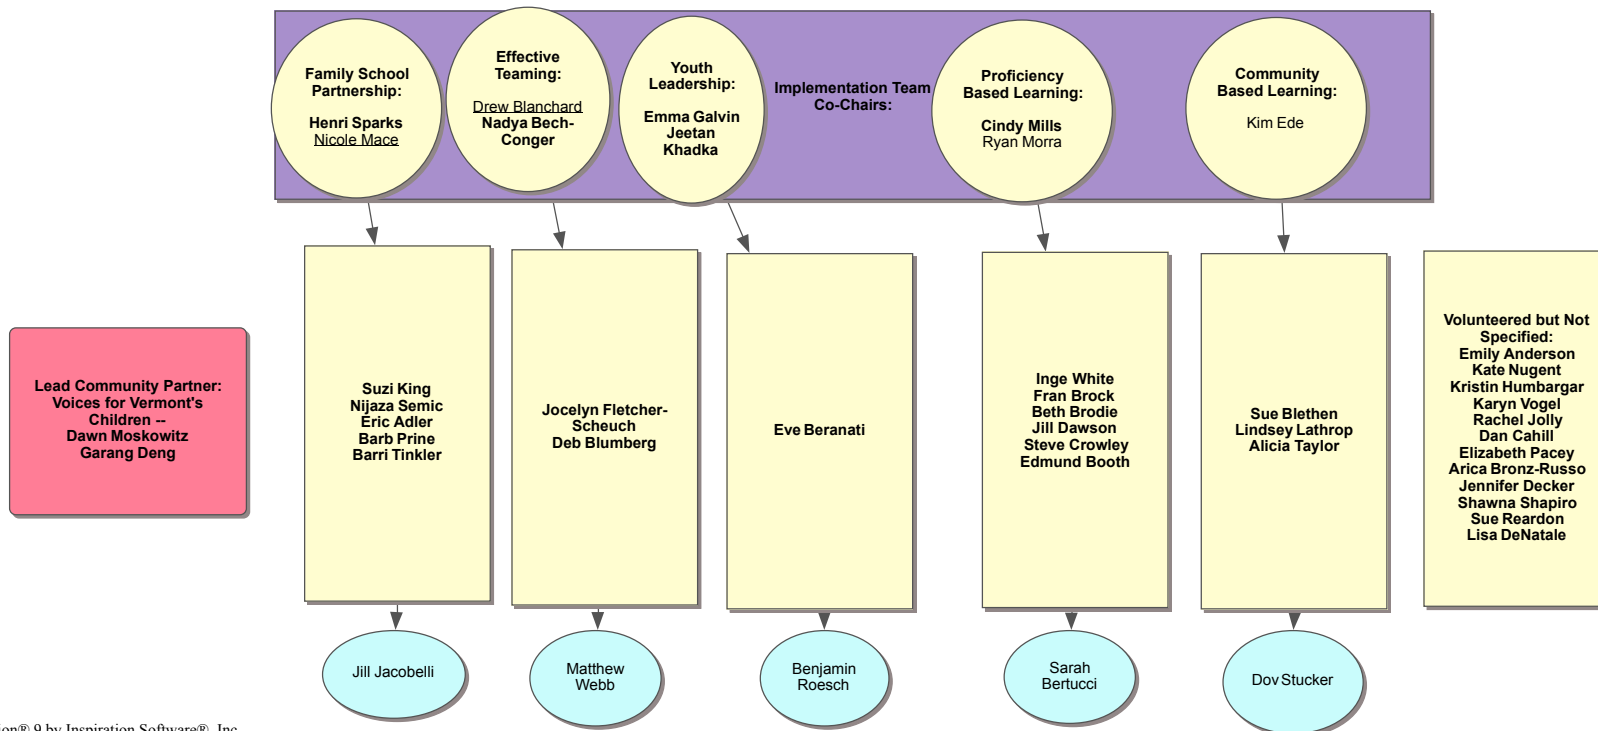 Family School
Partnership:
Henri Sparks
Nicole Mace
Effective
Teaming:
Drew Blanchard
Nadya Bech-
Conger
Youth
Leadership:
Emma Galvin
Jeetan
Khadka
Implementation Team
Co-Chairs:
Proficiency
Based Learning:
Cindy Mills
Ryan Morra
Community
Based Learning:
Kim Ede
Lead Community Partner:
Voices for Vermont's
Children --
Dawn Moskowitz
Garang Deng
Suzi King
Nijaza Semic
Eric Adler
Barb Prine
Barri Tinkler
Jocelyn Fletcher-
Scheuch
Deb Blumberg
Eve Beranati
Inge White
Fran Brock
Beth Brodie
Jill Dawson
Steve Crowley
Edmund Booth
Sue Blethen
Lindsey Lathrop
Alicia Taylor
Volunteered but Not
Specified:
Emily Anderson
Kate Nugent
Kristin Humbargar
Karyn Vogel
Rachel Jolly
Dan Cahill
Elizabeth Pacey
Arica Bronz-Russo
Jennifer Decker
Shawna Shapiro
Sue Reardon
Lisa DeNatale
Jill Jacobelli
Matthew
Webb
Benjamin
Roesch
Sarah
Bertucci
Dov Stucker
ion® 9 by Inspiration Software®, Inc.